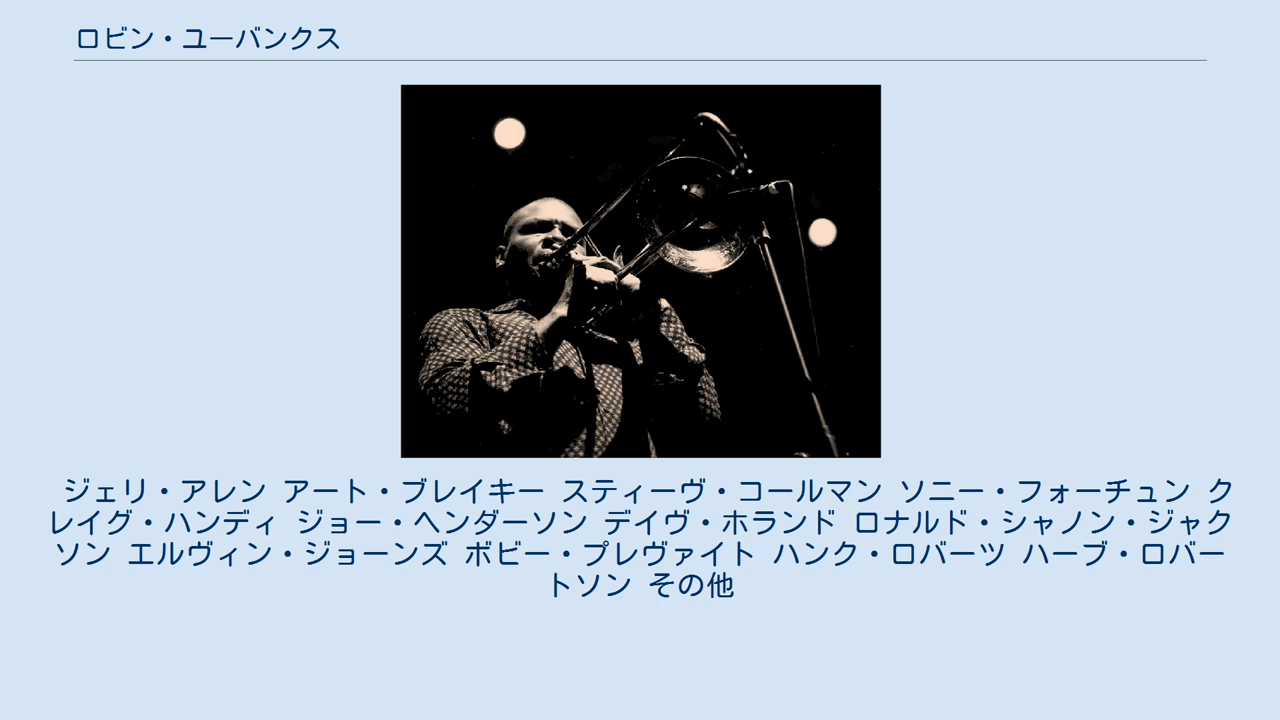 ロビン・ユーバンクス
ジェリ・アレン アート・ブレイキー スティーヴ・コールマン ソニー・フォーチュン ク
レイグ・ハンディ ジョー・ヘンダーソン デイヴ・ホランド ロナルド・シャノン・ジャク
ソン エルヴィン・ジョーンズ ボビー・プレヴァイト ハンク・ロバーツ ハーブ・ロバー
トソン その他